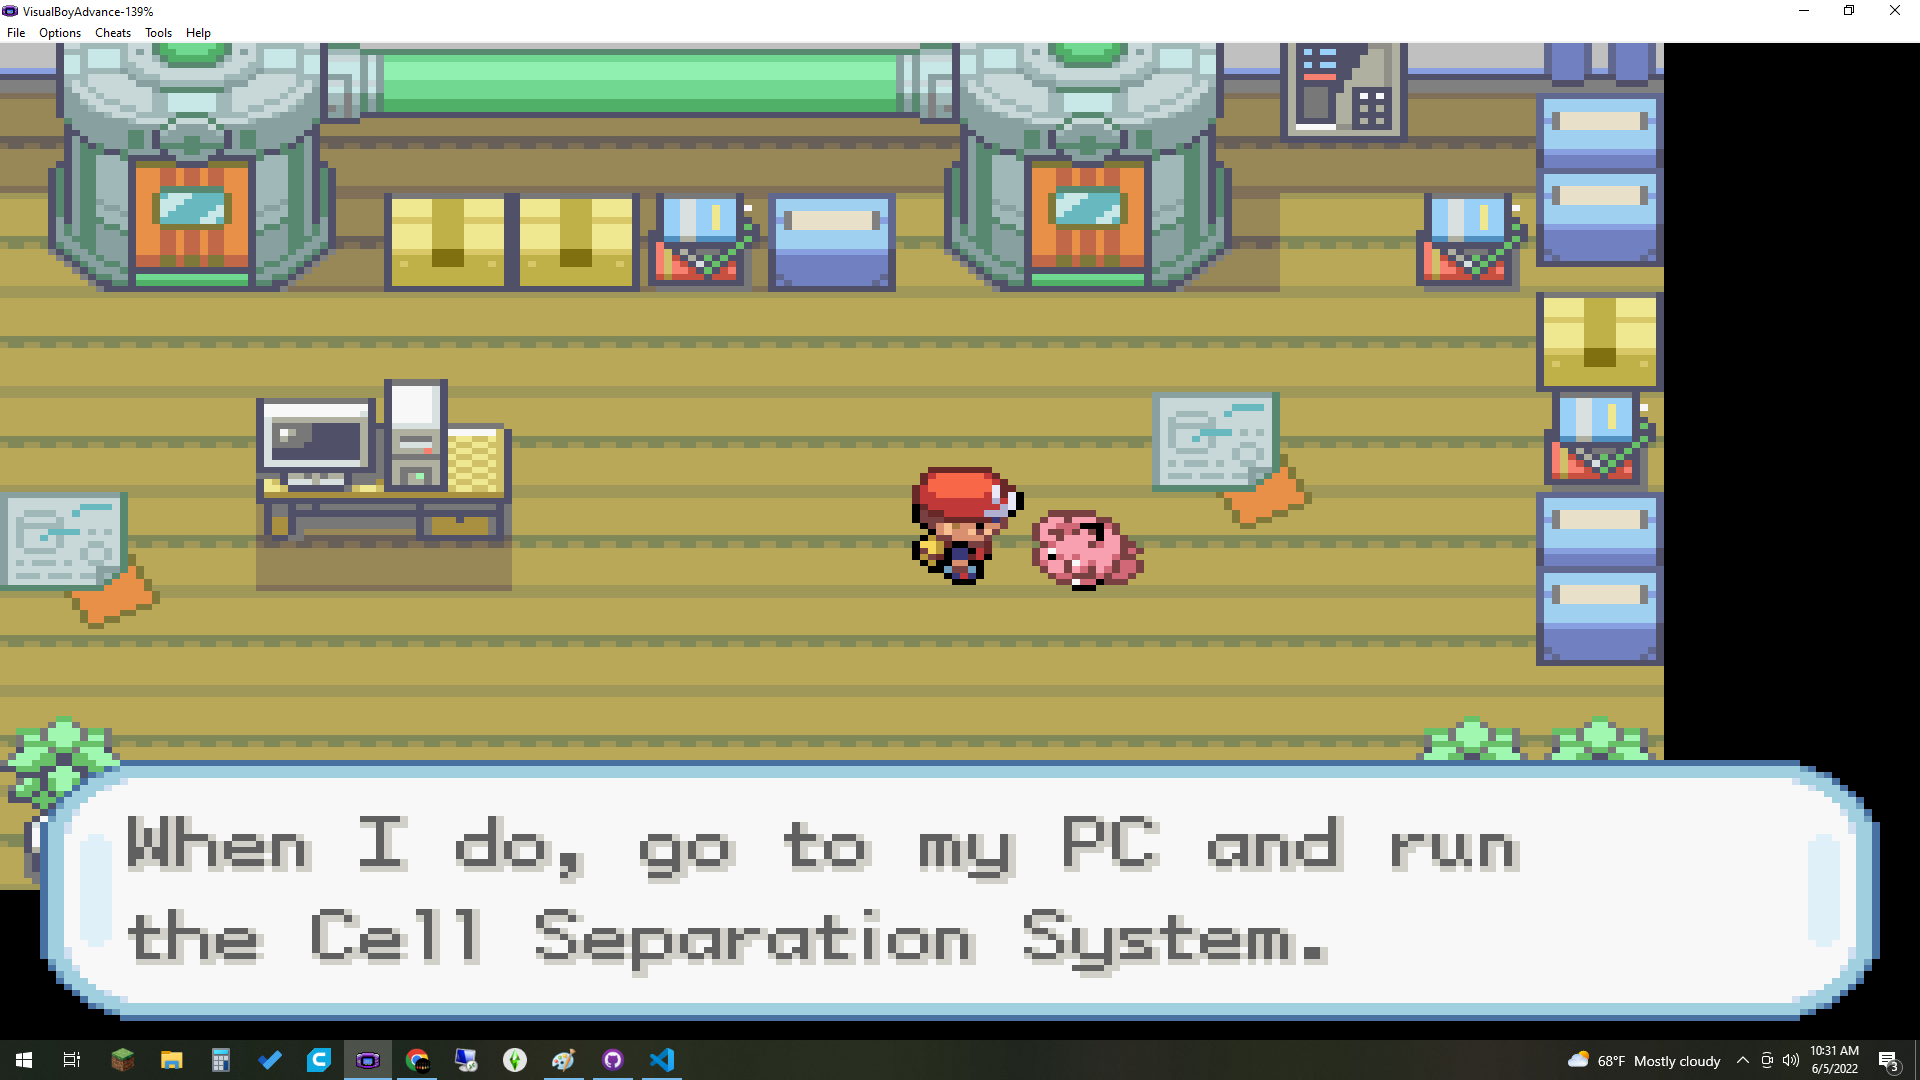 VisualBoyAdvance-139%
File Options Cheats Tools Help
When I do, go to my PC and run
the Cell Separation System.
68°F Mostly cloudy
10:31 AM
6/5/2022
3